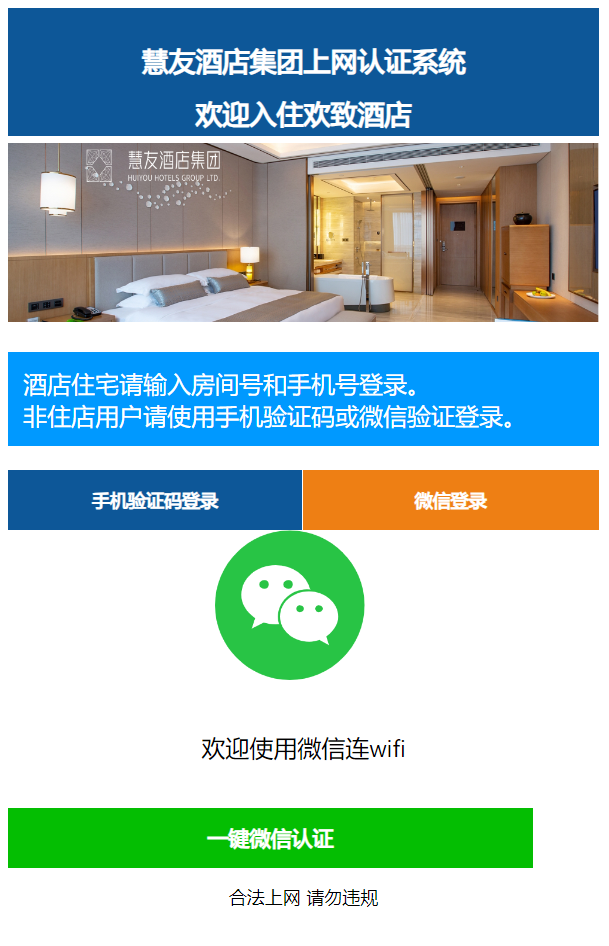 慧友酒店集团上网认证系统
欢迎入住欢致酒店
慧友酒店集团
HUIYOU HOTELS GROUP LTD.
酒店住宅请输入房间号和手机号登录。
非住店用户请使用手机验证码或微信验证登录。
手机验证码登录 微信登录
欢迎使用微信连wifi
一键微信认证
合法上网 请勿违规